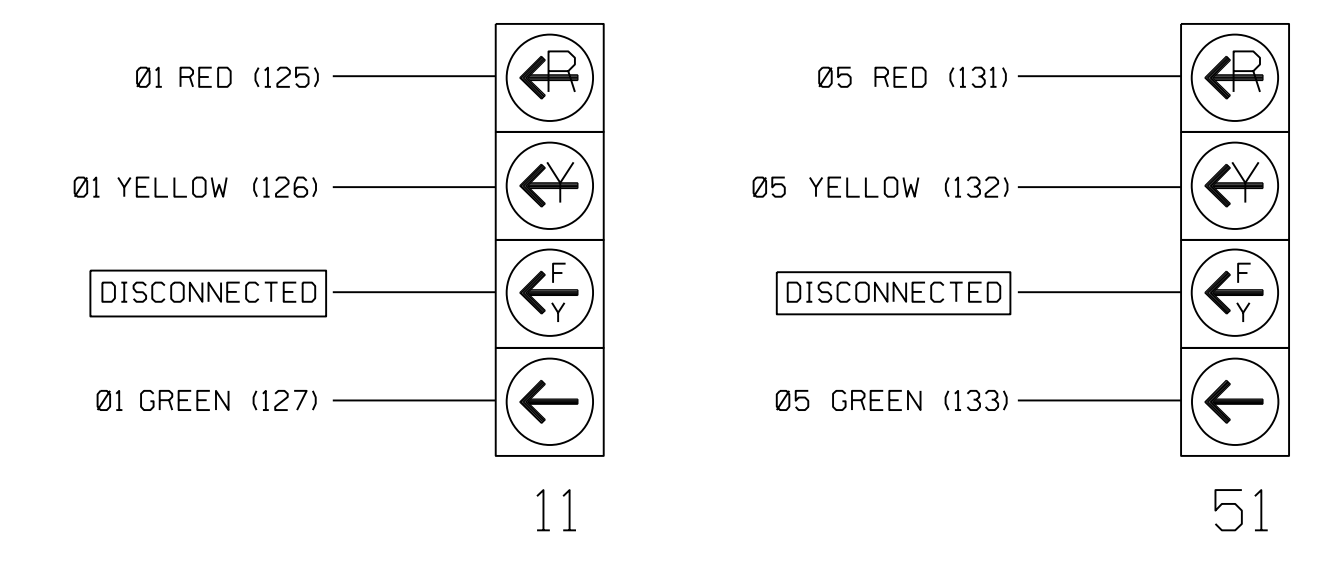 Ø1 RED (125)
R
Ø1 YELLOW (126)
Y
DISCONNECTED
F
Y
Ø1 GREEN (127)
11
Ø5 RED (131)
R
Ø5 YELLOW (132)
Y
DISCONNECTED
F
Y
Ø5 GREEN (133)
51